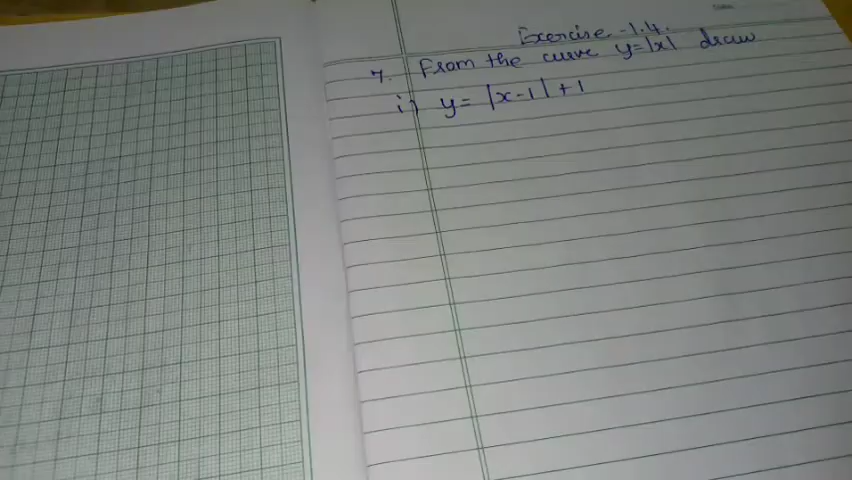 Exercise - 1.4.
7. From the curve y=|x| draw
i) y= |x-1|+1